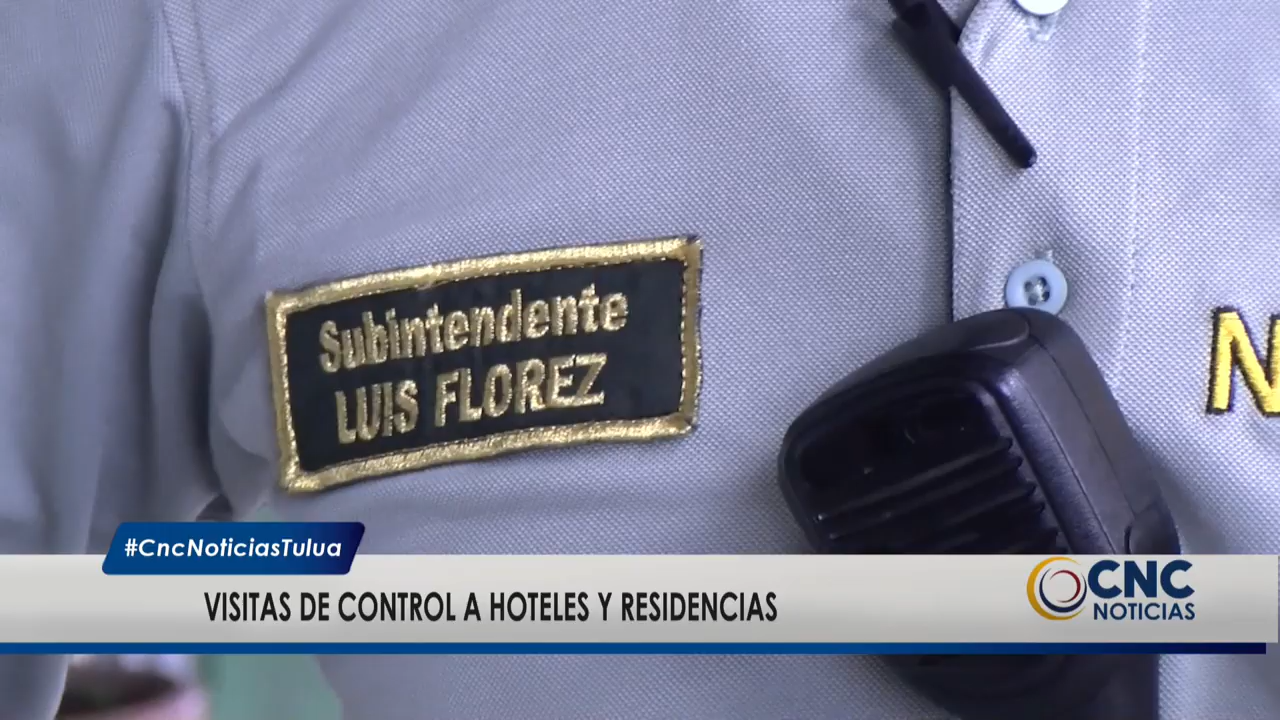 Subintendente
LUIS FLOREZ
N
#CncNoticiasTulua
VISITAS DE CONTROL A HOTELES Y RESIDENCIAS
CNC
NOTICIAS